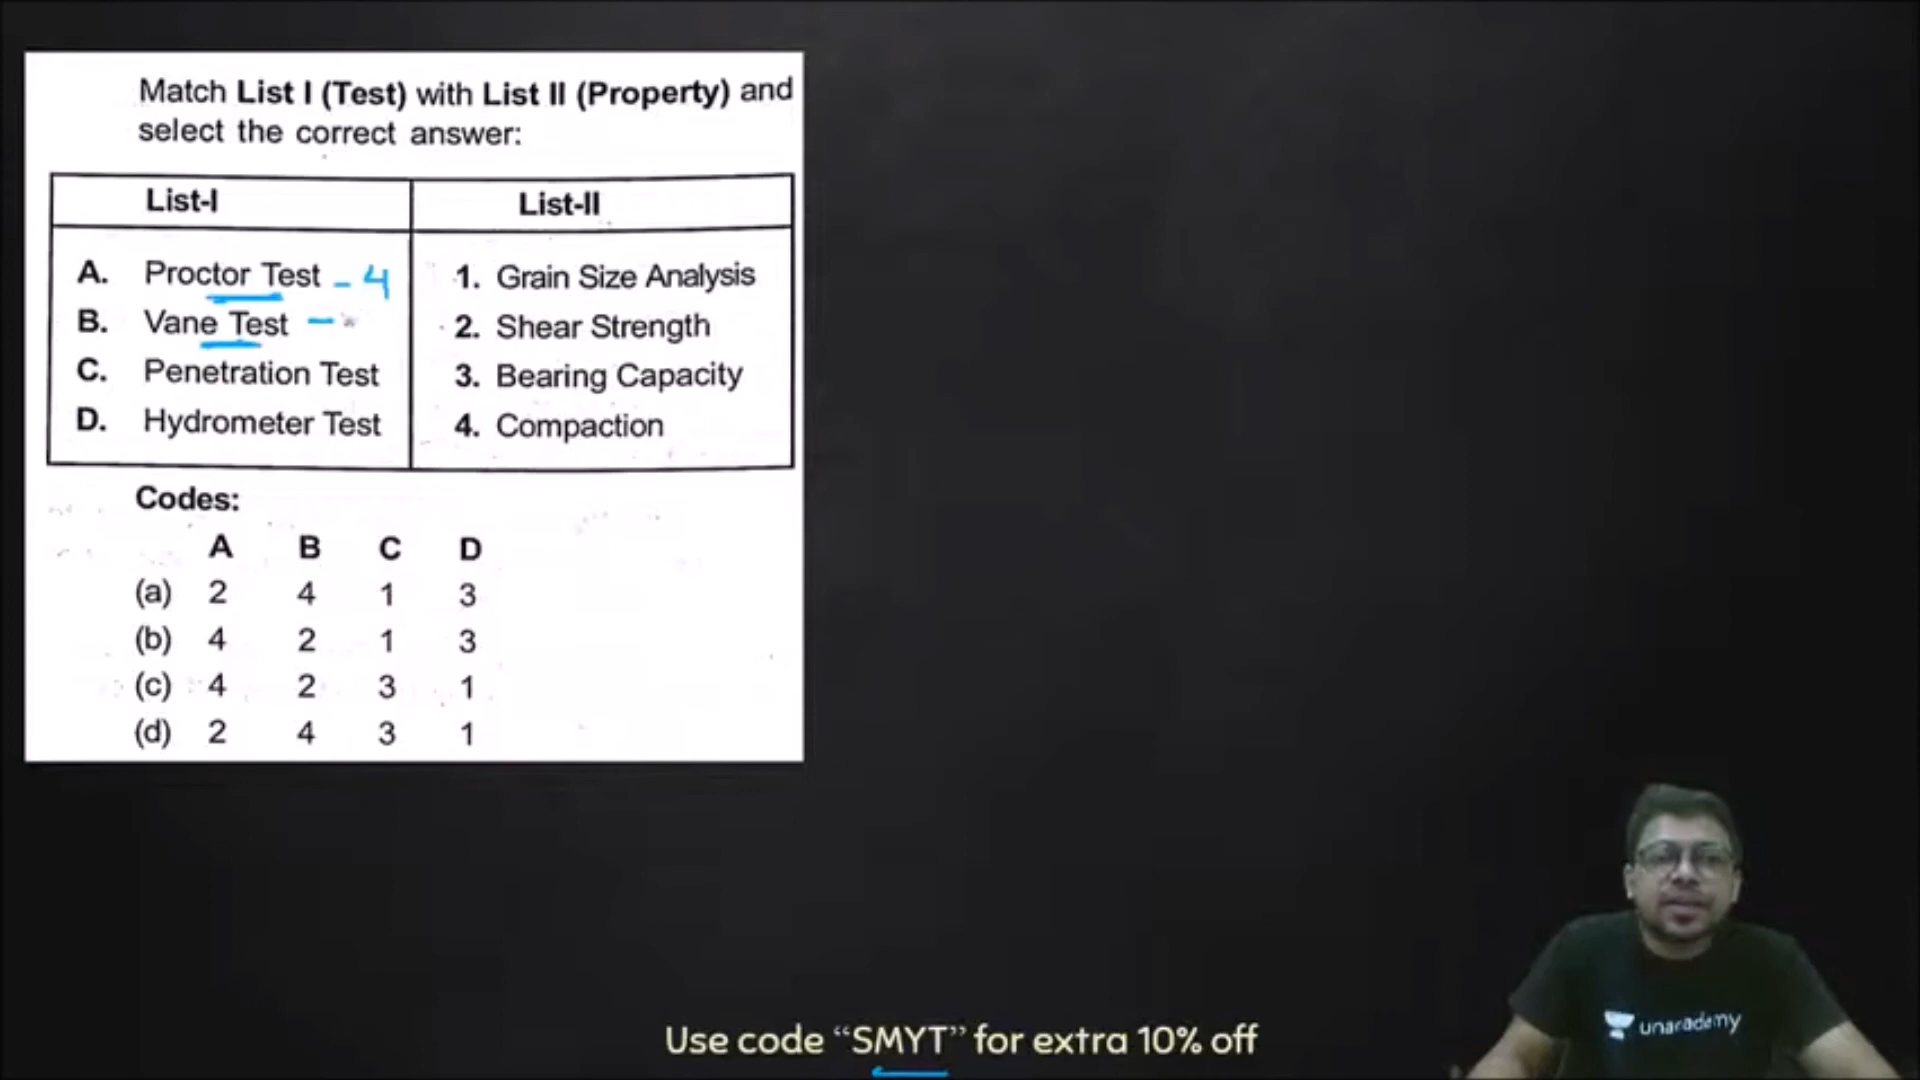 Match List I (Test) with List II (Property) and
select the correct answer:
List-I List-II
A. Proctor Test - 4 1. Grain Size Analysis
B. Vane Test - 2. Shear Strength
C. Penetration Test 3. Bearing Capacity
D. Hydrometer Test 4. Compaction
Codes:
A B C D
(a) 2 4 1 3
(b) 4 2 1 3
(c) 4 2 3 1
(d) 2 4 3 1
unacademy
Use code “SMYT” for extra 10% off